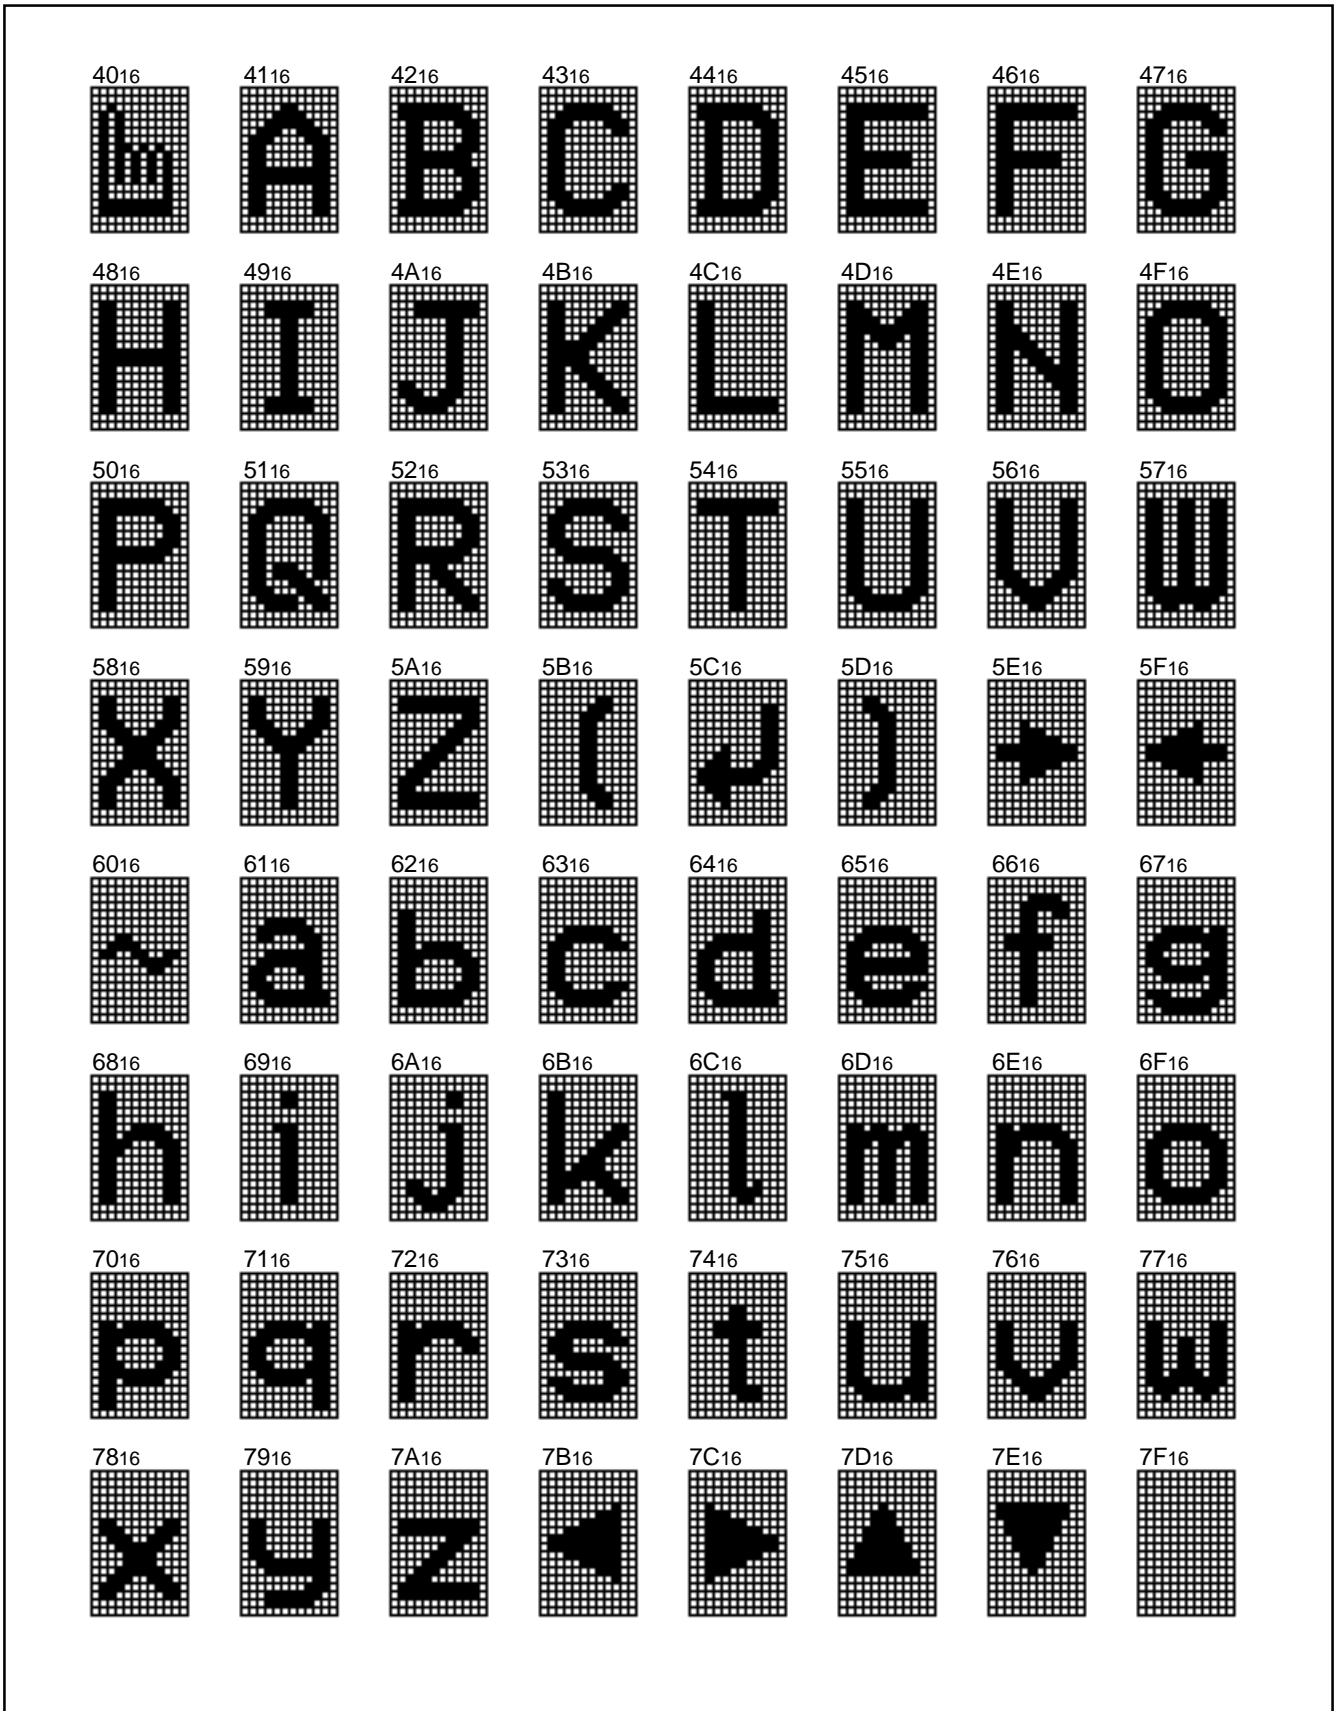 4016 4116 4216 4316 4416 4516 4616 4716
A B C D E F G
4816 4916 4A16 4B16 4C16 4D16 4E16 4F16
H I J K L M N O
5016 5116 5216 5316 5416 5516 5616 5716
P Q R S T U V W
5816 5916 5A16 5B16 5C16 5D16 5E16 5F16
X Y Z ( ↲ ) → ←
6016 6116 6216 6316 6416 6516 6616 6716
~ a b c d e f g
6816 6916 6A16 6B16 6C16 6D16 6E16 6F16
h i j k l m n o
7016 7116 7216 7316 7416 7516 7616 7716
p q r s t u v w
7816 7916 7A16 7B16 7C16 7D16 7E16 7F16
x y z ◀ ▶ ▲ ▼